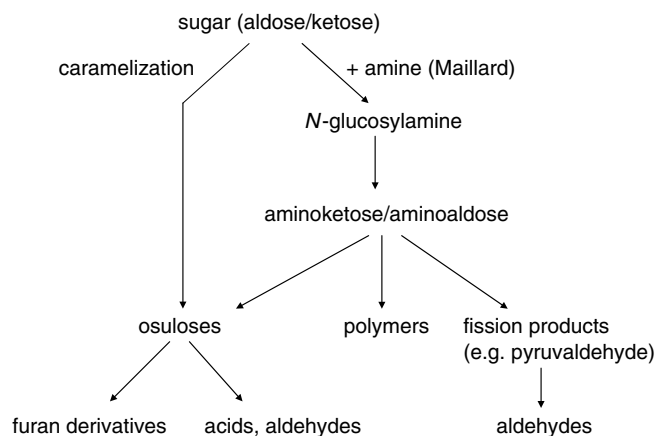 sugar (aldose/ketose)
caramelization
+ amine (Maillard)
N-glucosylamine
aminoketose/aminoaldose
osuloses
polymers
fission products
(e.g. pyruvaldehyde)
furan derivatives
acids, aldehydes
aldehydes